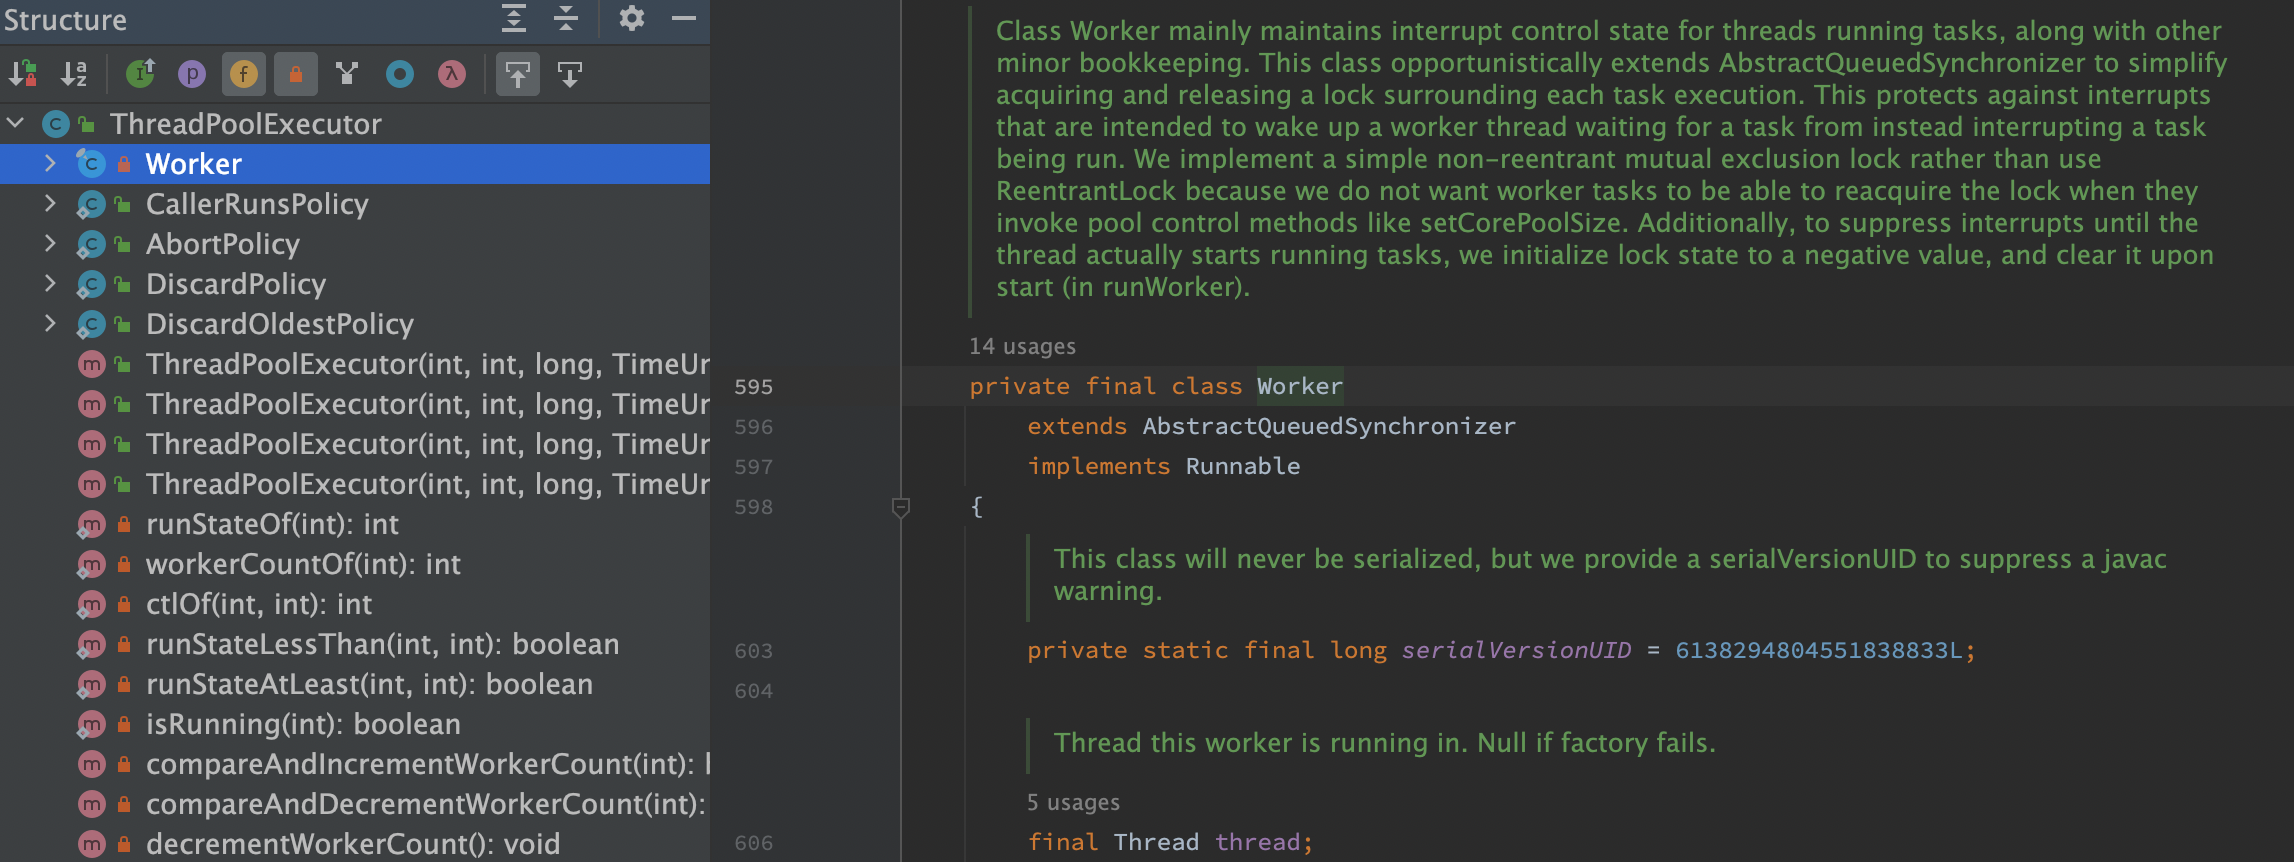 Structure
ThreadPoolExecutor
Worker
CallerRunsPolicy
AbortPolicy
DiscardPolicy
DiscardOldestPolicy
ThreadPoolExecutor(int, int, long, TimeUr
ThreadPoolExecutor(int, int, long, TimeUr
ThreadPoolExecutor(int, int, long, TimeUr
ThreadPoolExecutor(int, int, long, TimeUr
runStateOf(int): int
workerCountOf(int): int
ctlOf(int, int): int
runStateLessThan(int, int): boolean
runStateAtLeast(int, int): boolean
isRunning(int): boolean
compareAndIncrementWorkerCount(int):
compareAndDecrementWorkerCount(int):
decrementWorkerCount(): void
Class Worker mainly maintains interrupt control state for threads running tasks, along with other
minor bookkeeping. This class opportunistically extends AbstractQueuedSynchronizer to simplify
acquiring and releasing a lock surrounding each task execution. This protects against interrupts
that are intended to wake up a worker thread waiting for a task from instead interrupting a task
being run. We implement a simple non-reentrant mutual exclusion lock rather than use
ReentrantLock because we do not want worker tasks to be able to reacquire the lock when they
invoke pool control methods like setCorePoolSize. Additionally, to suppress interrupts until the
thread actually starts running tasks, we initialize lock state to a negative value, and clear it upon
start (in runWorker).
14 usages
595 private final class Worker
596 extends AbstractQueuedSynchronizer
597 implements Runnable
598 {
This class will never be serialized, but we provide a serialVersionUID to suppress a javac
warning.
603 private static final long serialVersionUID = 6138294804551838833L;
604
Thread this worker is running in. Null if factory fails.
5 usages
606 final Thread thread;